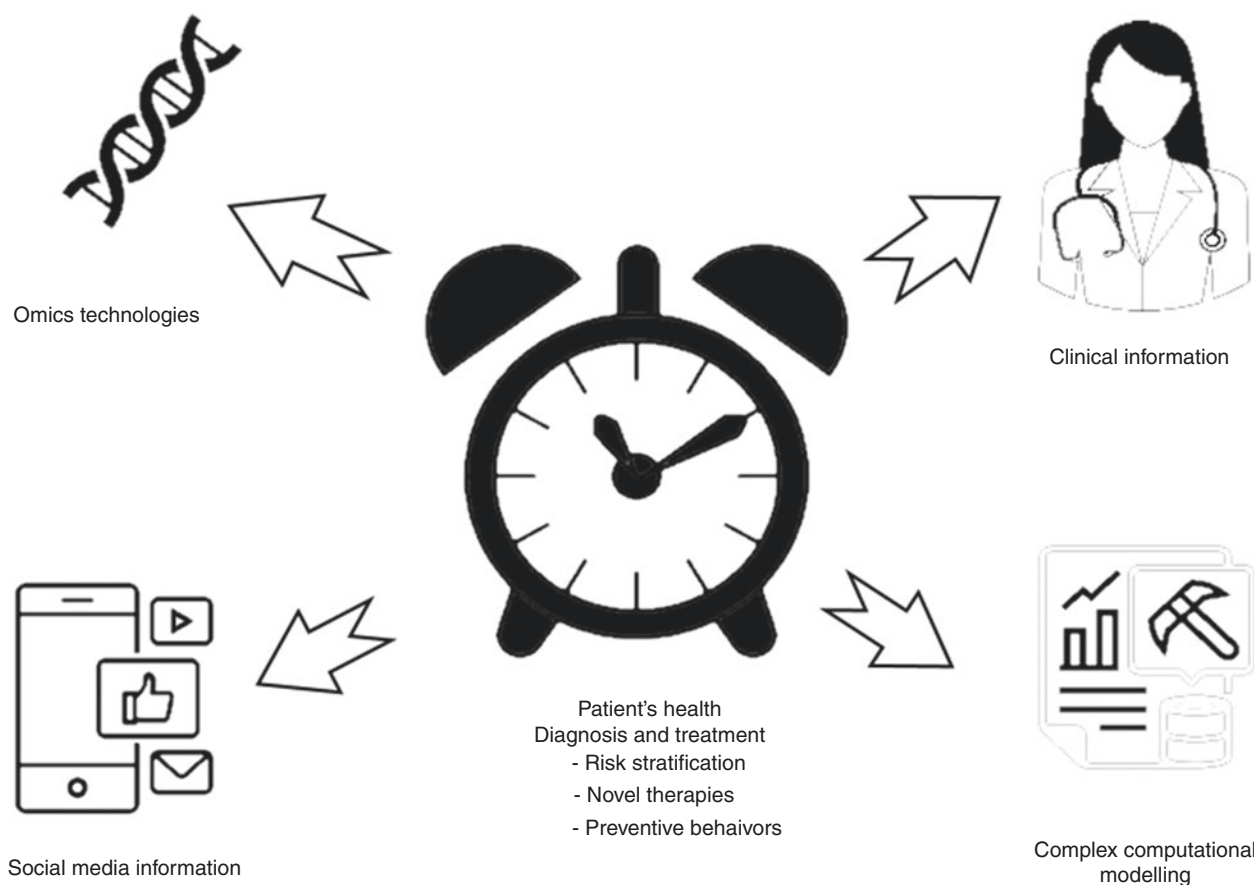 Omics technologies
Clinical information
Patient's health
Diagnosis and treatment
- Risk stratification
- Novel therapies
- Preventive behaivors
Social media information
Complex computational
modelling